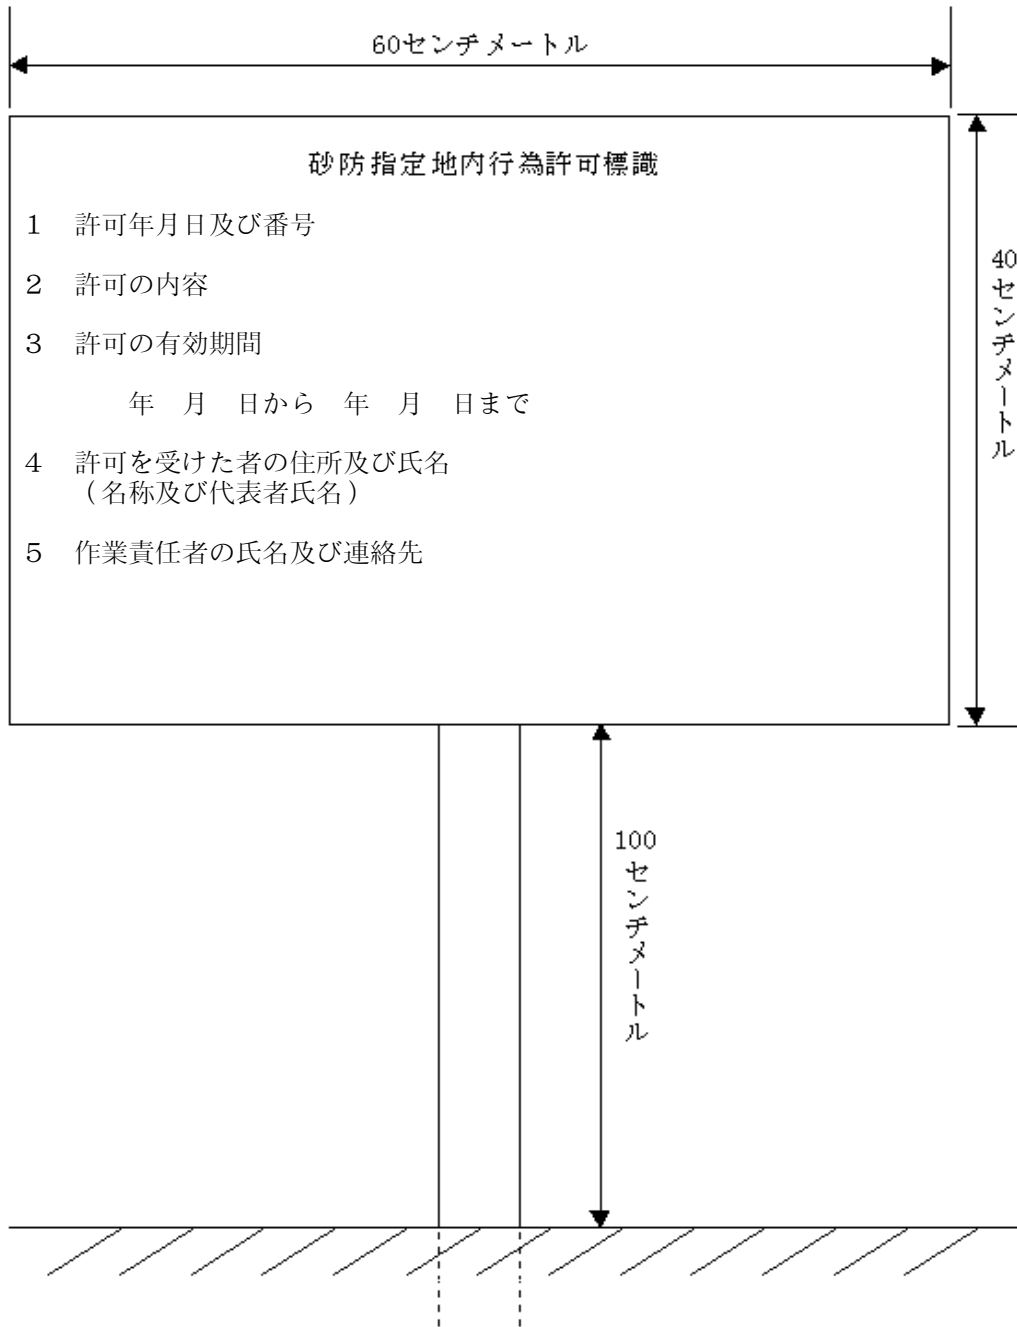 60センチメートル
砂防指定地内行為許可標識
1 許可年月日及び番号
2 許可の内容
3 許可の有効期間
年 月 日から 年 月 日まで
4 許可を受けた者の住所及び氏名
(名称及び代表者氏名)
5 作業責任者の氏名及び連絡先
40センチメートル
100センチメートル